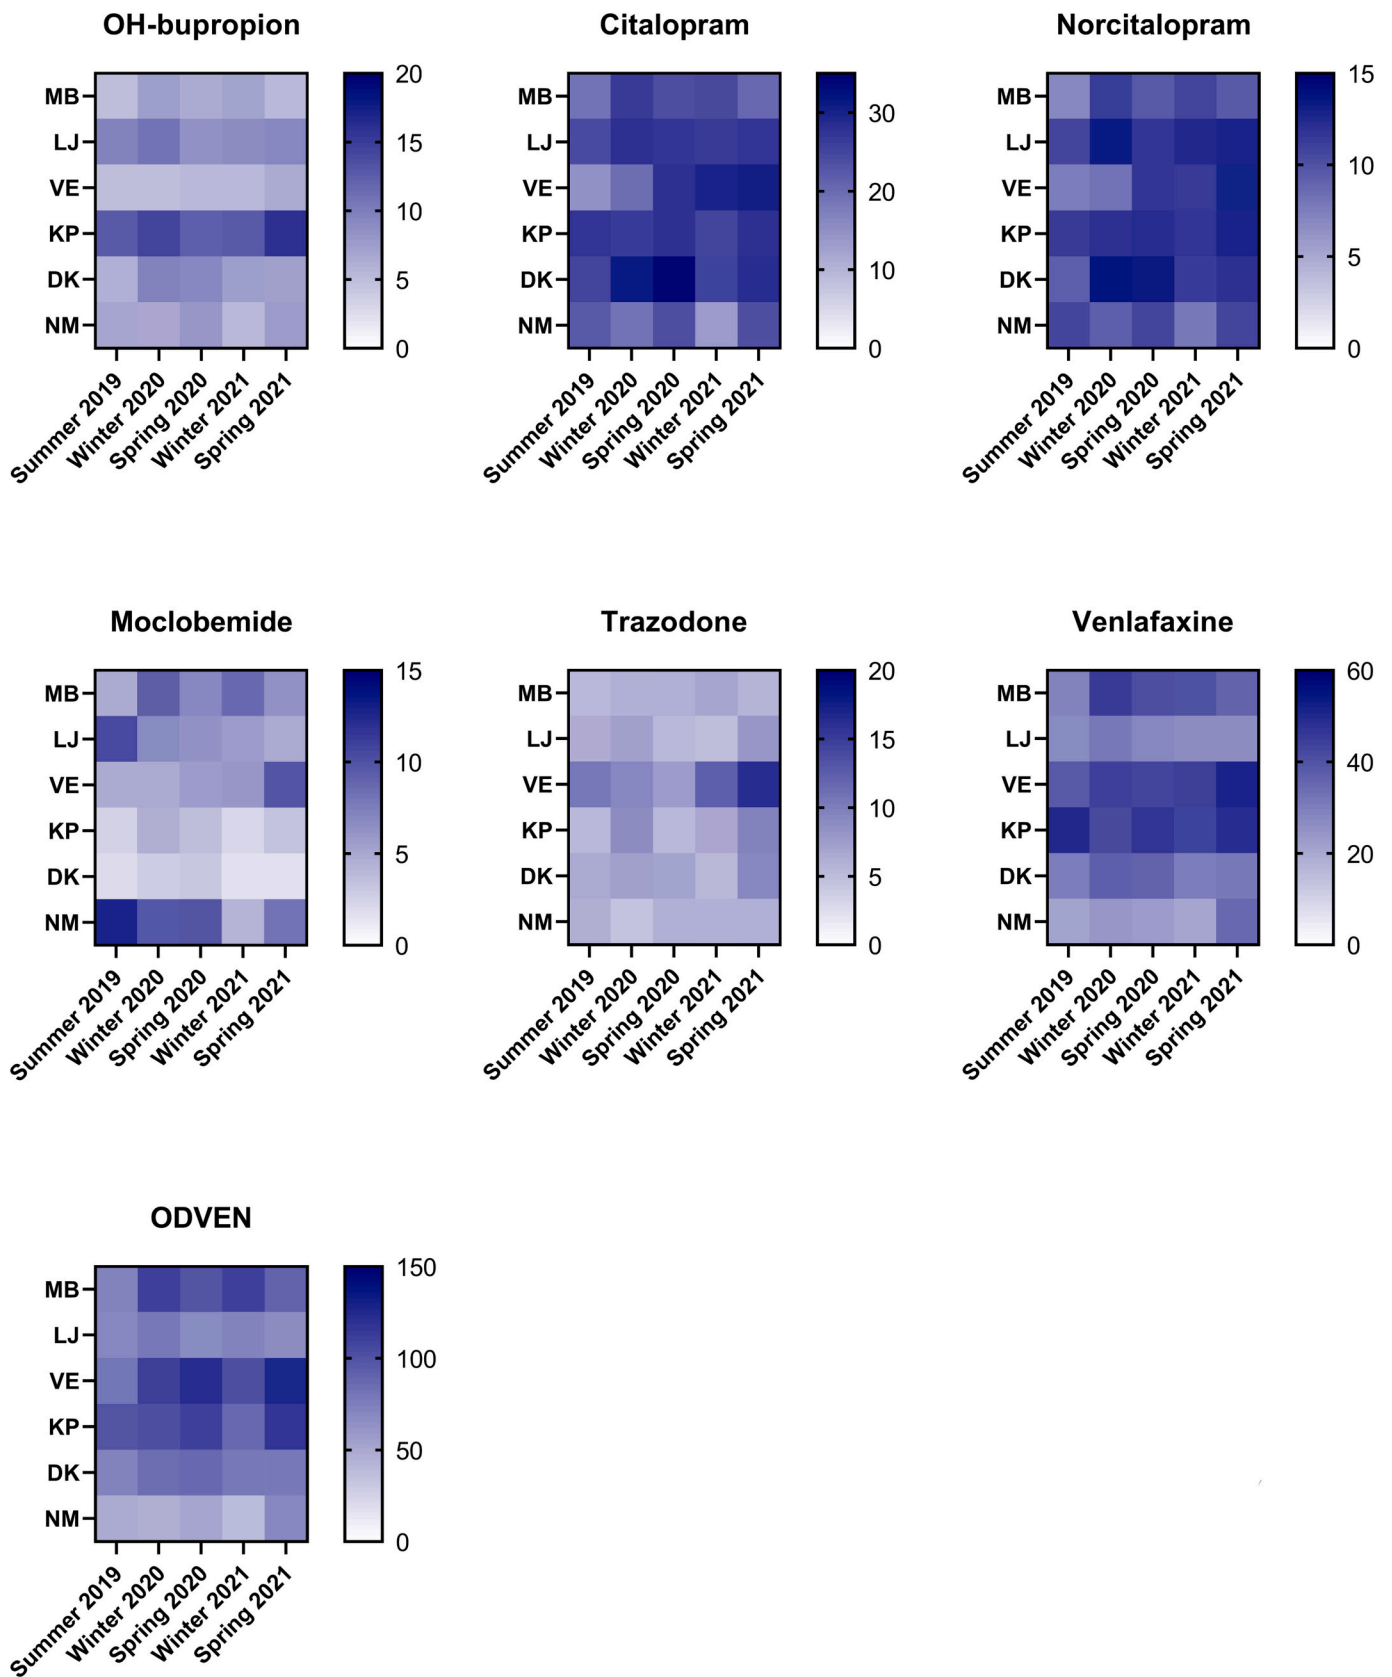 OH-bupropion
MB
LJ
VE
KP
DK
NM
20
15
10
5
0
Summer 2019
Winter 2020
Spring 2020
Winter 2021
Spring 2021
Citalopram
MB
LJ
VE
KP
DK
NM
30
20
10
0
Summer 2019
Winter 2020
Spring 2020
Winter 2021
Spring 2021
Norcitalopram
MB
LJ
VE
KP
DK
NM
15
10
5
0
Summer 2019
Winter 2020
Spring 2020
Winter 2021
Spring 2021
Moclobemide
MB
LJ
VE
KP
DK
NM
15
10
5
0
Summer 2019
Winter 2020
Spring 2020
Winter 2021
Spring 2021
Trazodone
MB
LJ
VE
KP
DK
NM
20
15
10
5
0
Summer 2019
Winter 2020
Spring 2020
Winter 2021
Spring 2021
Venlafaxine
MB
LJ
VE
KP
DK
NM
60
40
20
0
Summer 2019
Winter 2020
Spring 2020
Winter 2021
Spring 2021
ODVEN
MB
LJ
VE
KP
DK
NM
150
100
50
0
Summer 2019
Winter 2020
Spring 2020
Winter 2021
Spring 2021